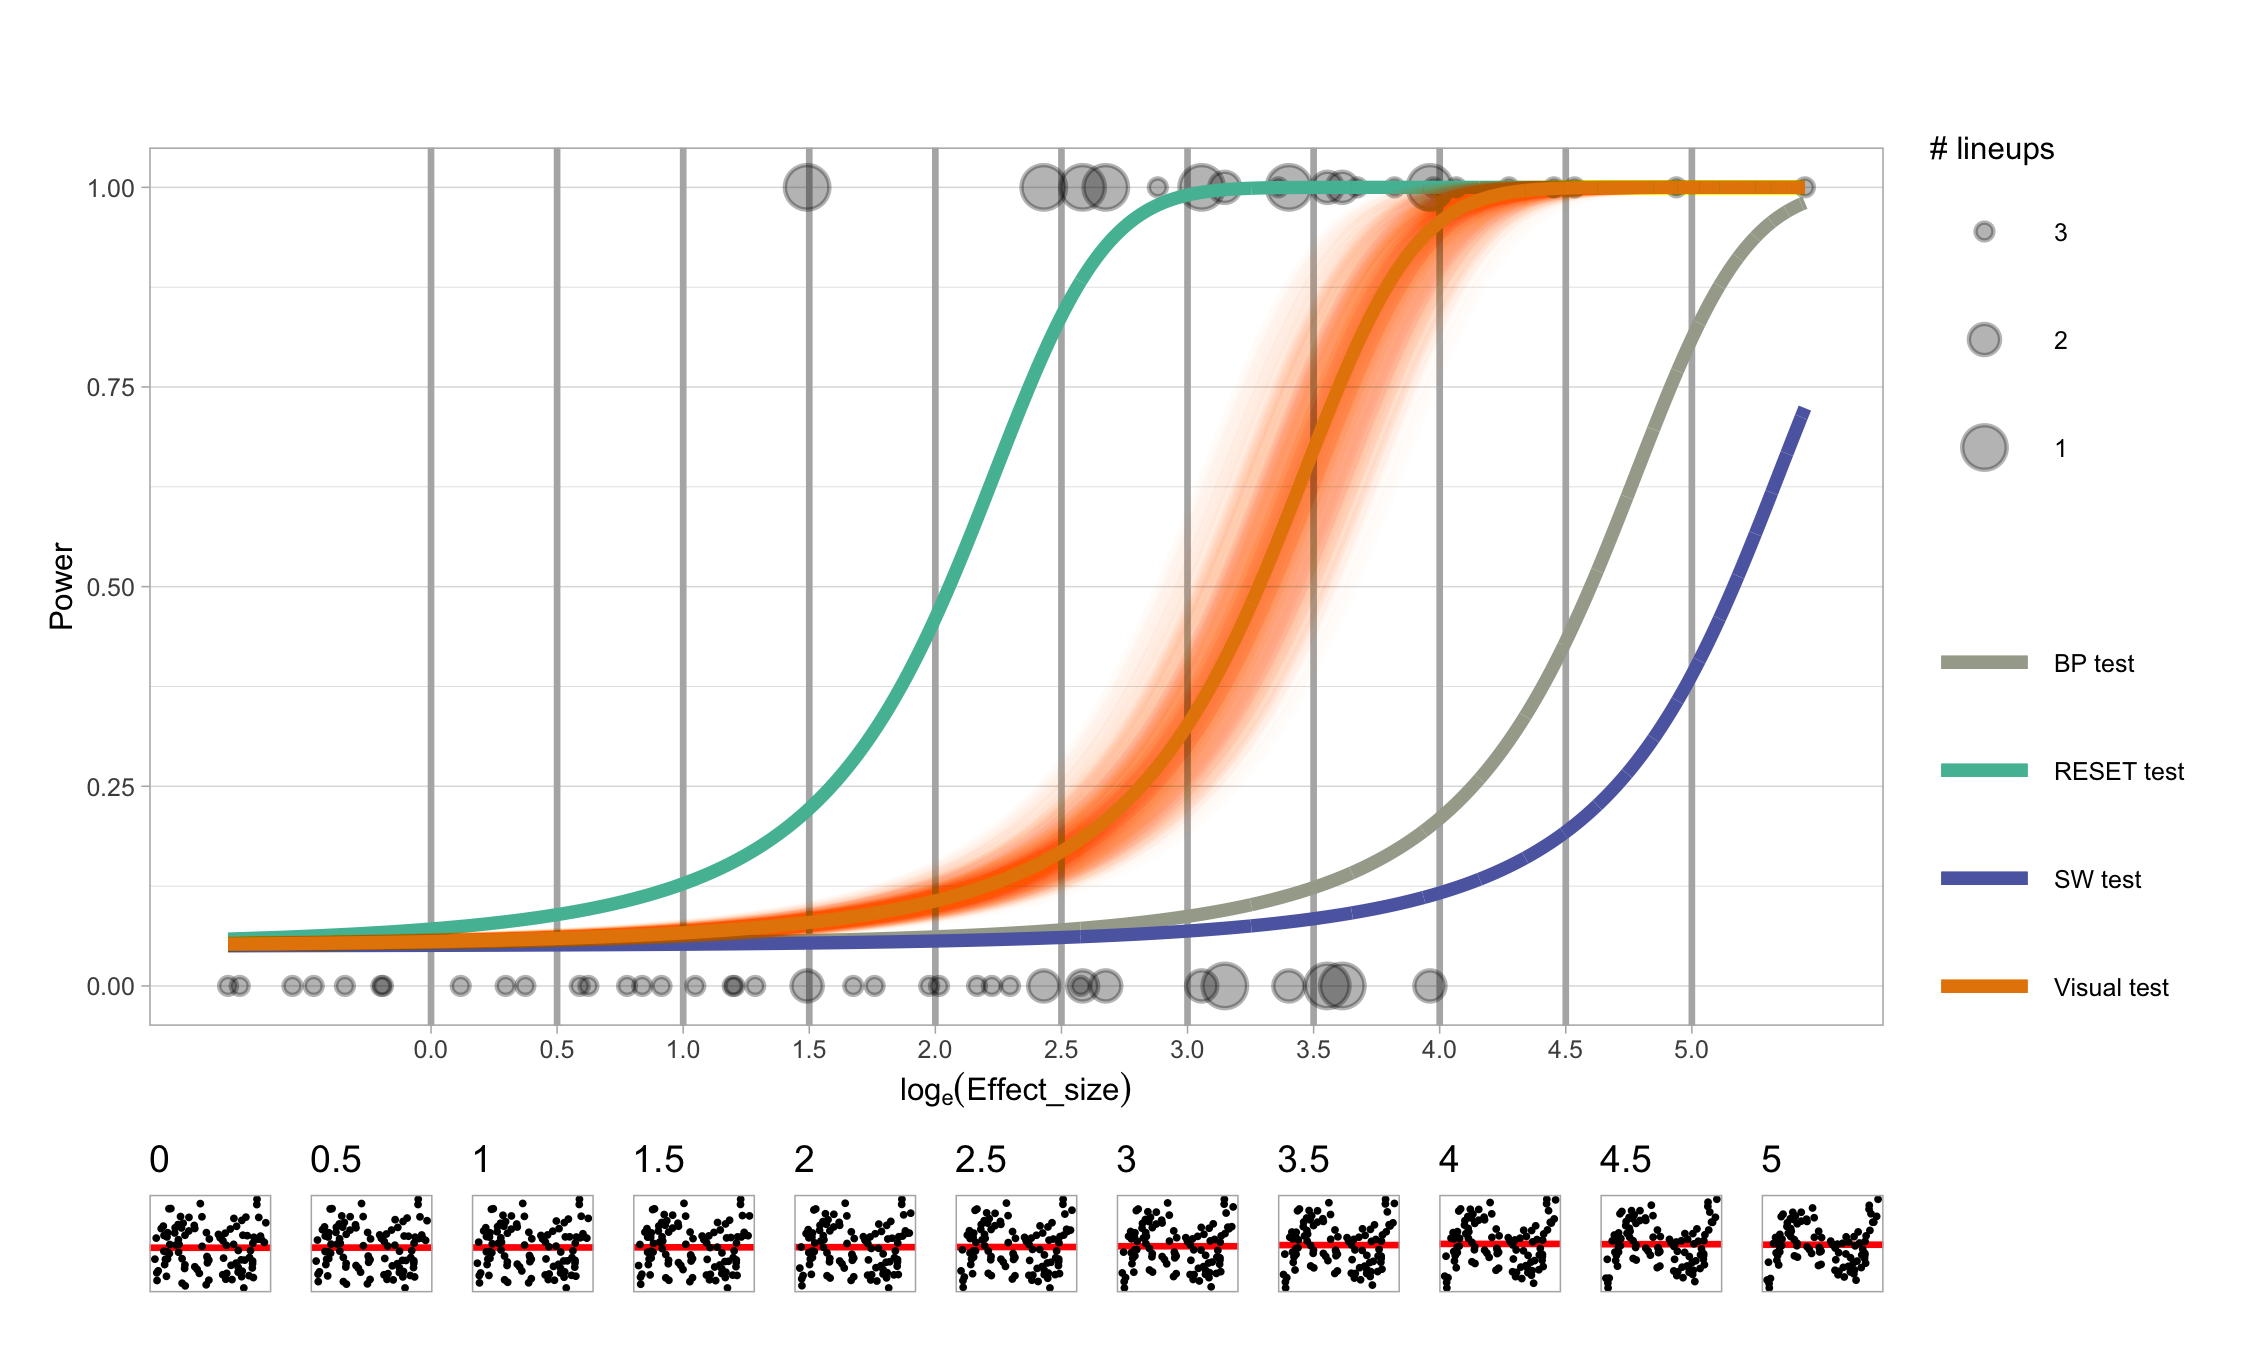 # lineups
3
2
1
BP test
RESET test
SW test
Visual test
Power
1.00
0.75
0.50
0.25
0.00
0.0 0.5 1.0 1.5 2.0 2.5 3.0 3.5 4.0 4.5 5.0
logₑ(Effect_size)
0 0.5 1 1.5 2 2.5 3 3.5 4 4.5 5